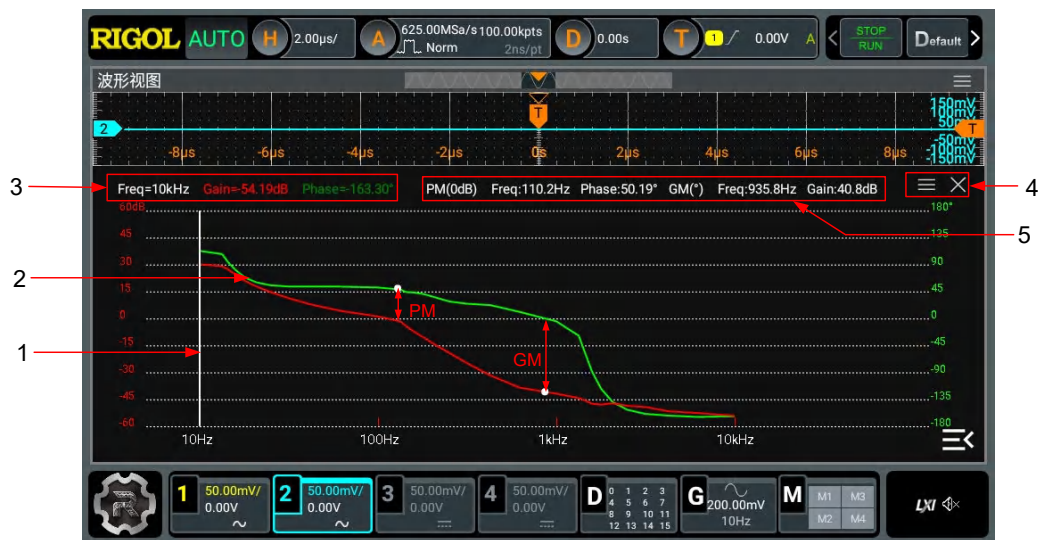 RIGOL AUTO H 2.00μs/ A 625.00MSa/s 100.00kpts D 0.00s T 1 0.00V A < STOP Default >
Norm 2ns/pt RUN
波形视图
150mV
100mV
50mV
2 T T
-50mV
-8μs -6μs -4μs -2μs 0s 2μs 4μs 6μs 8μs -100mV
-150mV
3 Freq=10kHz Gain=-54.19dB Phase=-163.30° PM(0dB) Freq:110.2Hz Phase:50.19° GM(°) Freq:935.8Hz Gain:40.8dB 4
60dB 180°
45 135 5
30 90
2
15 45
PM
0 0
-15 -45
1
GM
-30 -90
-45 -135
-60 -180
10Hz 100Hz 1kHz 10kHz
1 50.00mV/ 2 50.00mV/ 3 50.00mV/ 4 50.00mV/ D 0 1 2 3 G M M1 M3
0.00V 0.00V 0.00V 0.00V 4 5 6 7 200.00mV LXI
8 9 10 11 10Hz M2 M4
12 13 14 15
R